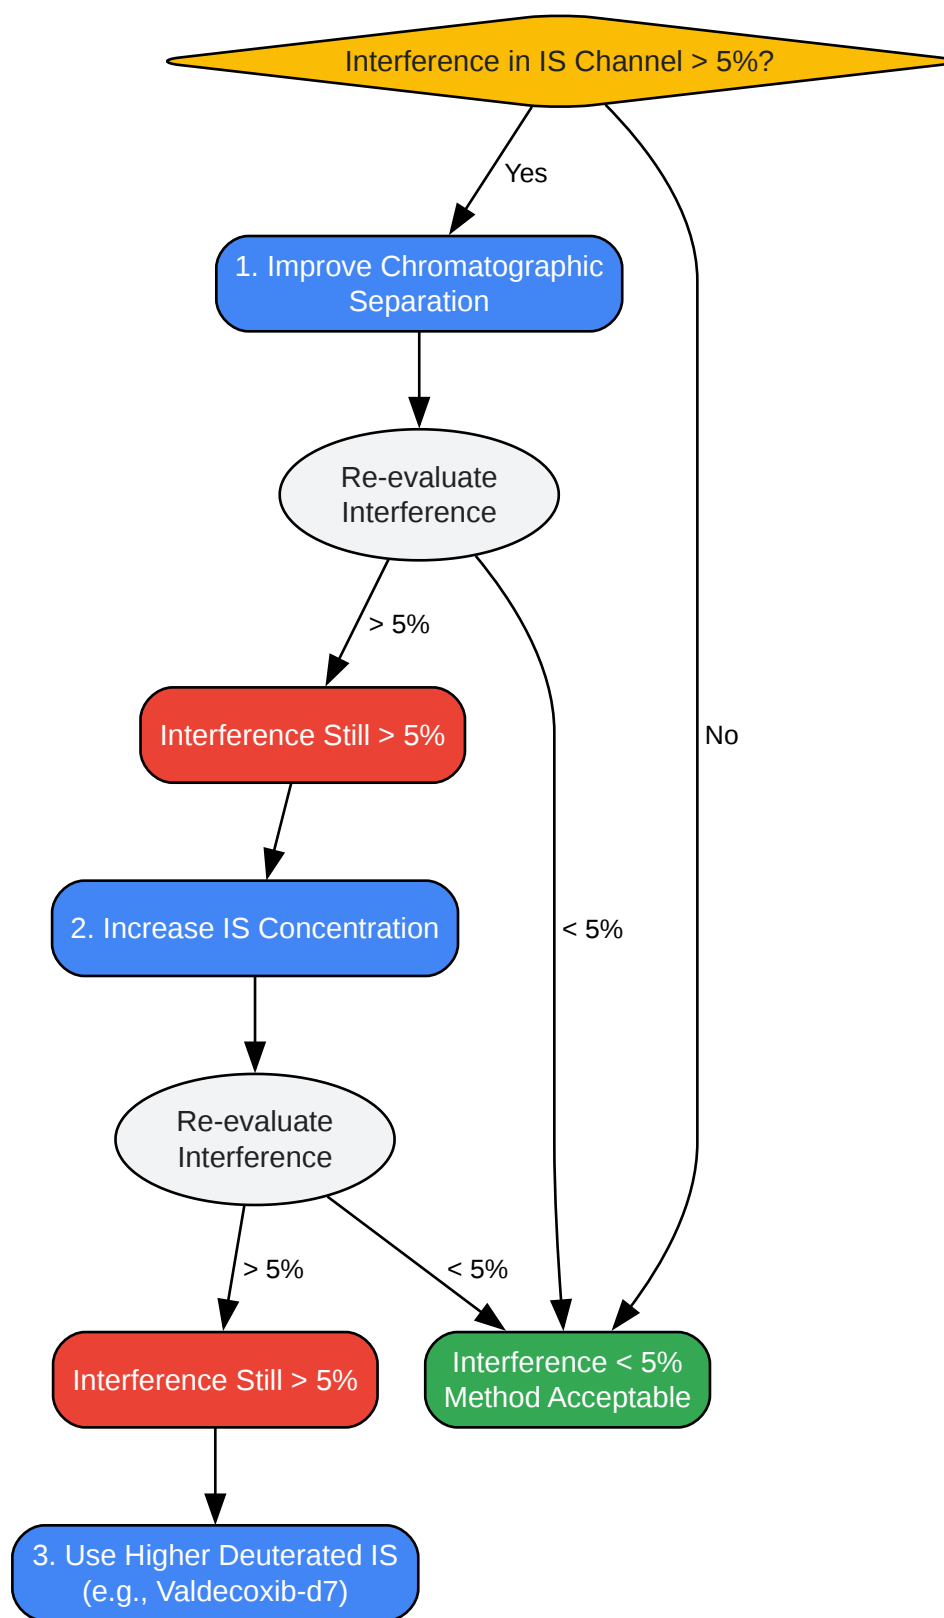 Interference in IS Channel > 5%?
Yes
1. Improve Chromatographic
Separation
Re-evaluate
Interference
> 5%
Interference Still > 5%
No
2. Increase IS Concentration
< 5%
Re-evaluate
Interference
> 5%
< 5%
Interference Still > 5%
Interference < 5%
Method Acceptable
3. Use Higher Deuterated IS
(e.g., Valdecoxib-d7)